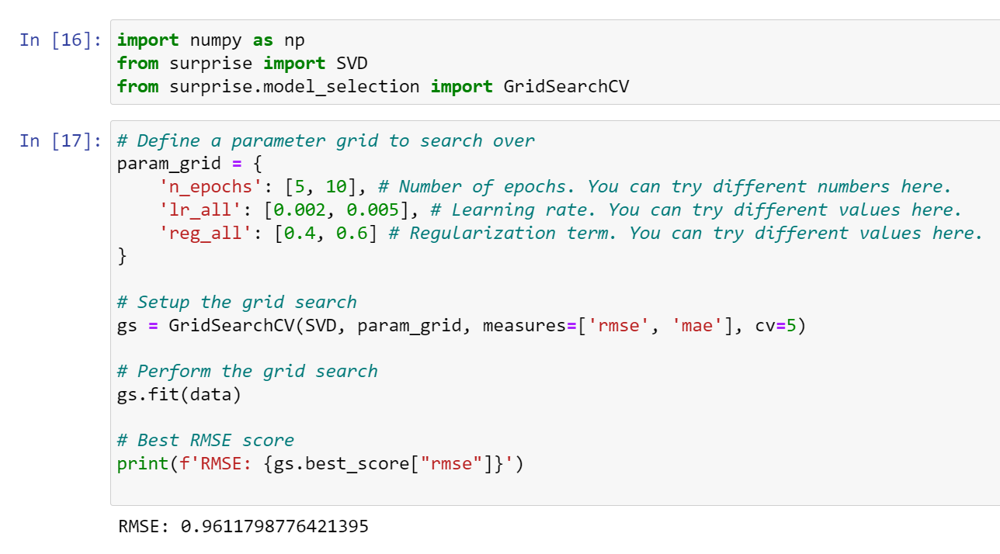 In [16]: import numpy as np
from surprise import SVD
from surprise.model_selection import GridSearchCV
In [17]: # Define a parameter grid to search over
param_grid = {
    'n_epochs': [5, 10], # Number of epochs. You can try different numbers here.
    'lr_all': [0.002, 0.005], # Learning rate. You can try different values here.
    'reg_all': [0.4, 0.6] # Regularization term. You can try different values here.
}
# Setup the grid search
gs = GridSearchCV(SVD, param_grid, measures=['rmse', 'mae'], cv=5)
# Perform the grid search
gs.fit(data)
# Best RMSE score
print(f'RMSE: {gs.best_score["rmse"]}')
RMSE: 0.9611798776421395